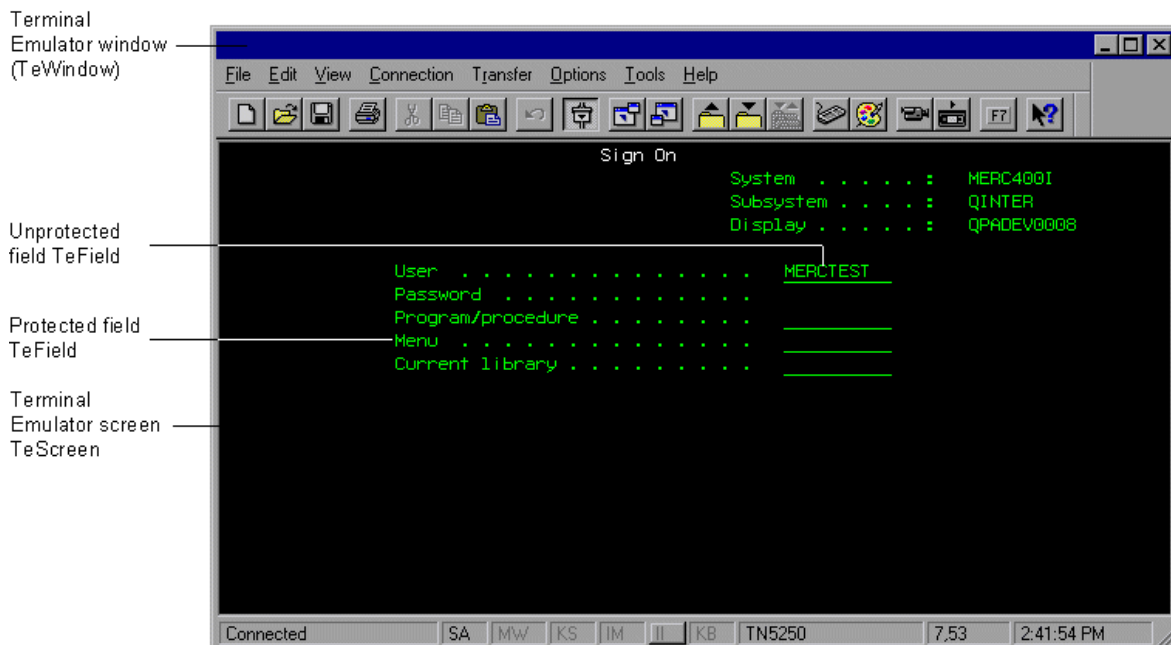 Terminal
Emulator window
(TeWindow)
File Edit View Connection Transfer Options Tools Help
F7
Sign On
System . . . . . : MERC400I
Subsystem . . . . : QINTER
Display . . . . . : QPADEV0008
Unprotected
field TeField
User . . . . . . . . . . . . . . MERCTEST
Password . . . . . . . . . . . .
Program/procedure . . . . . . . .
Protected field
TeField
Menu . . . . . . . . . . . . . . .
Current library . . . . . . . . .
Terminal
Emulator screen
TeScreen
Connected SA MW KS IM II KB TN5250 7,53 2:41:54 PM